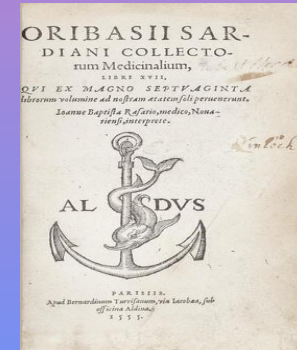 ORIBASII SAR-
DIANI COLLECTO-
rum Medicinalium,
LIBRI XVII,
QVI EX MAGNO SEPTVAGINTA
librorum volumine ad nostram ætatem soli peruenerunt.
Ioanne Baptista Rasario, medico, Noua-
riensi, interprete.
Kinloch
AL DVS
PARISIIS.
Apud Bernardinum Turrisanum, via Iacobæa, sub
officina Aldina.
1555.